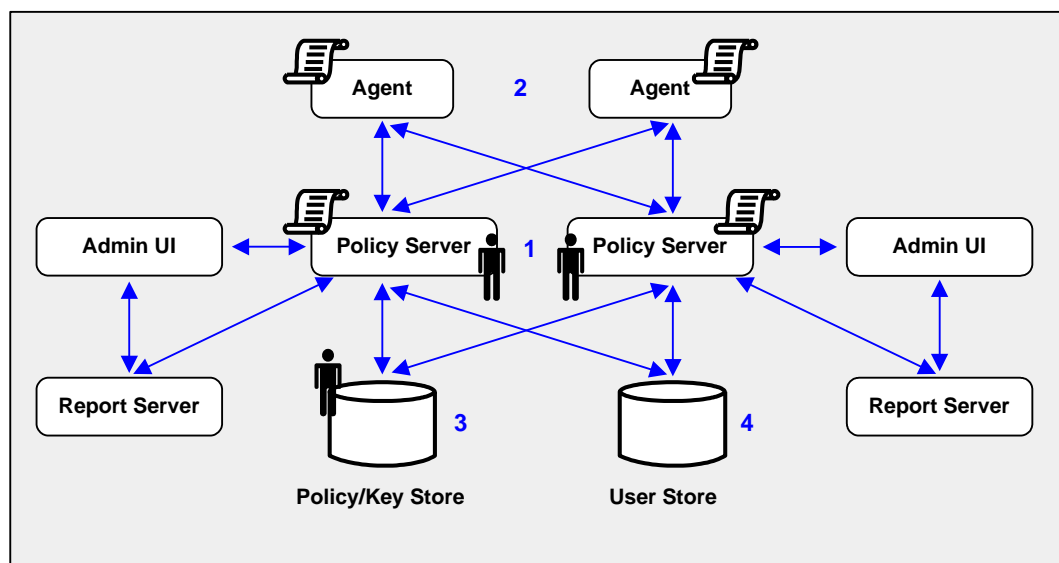 Agent
2
Agent
Admin UI
Policy Server
1
Policy Server
Admin UI
Report Server
3
4
Report Server
Policy/Key Store
User Store